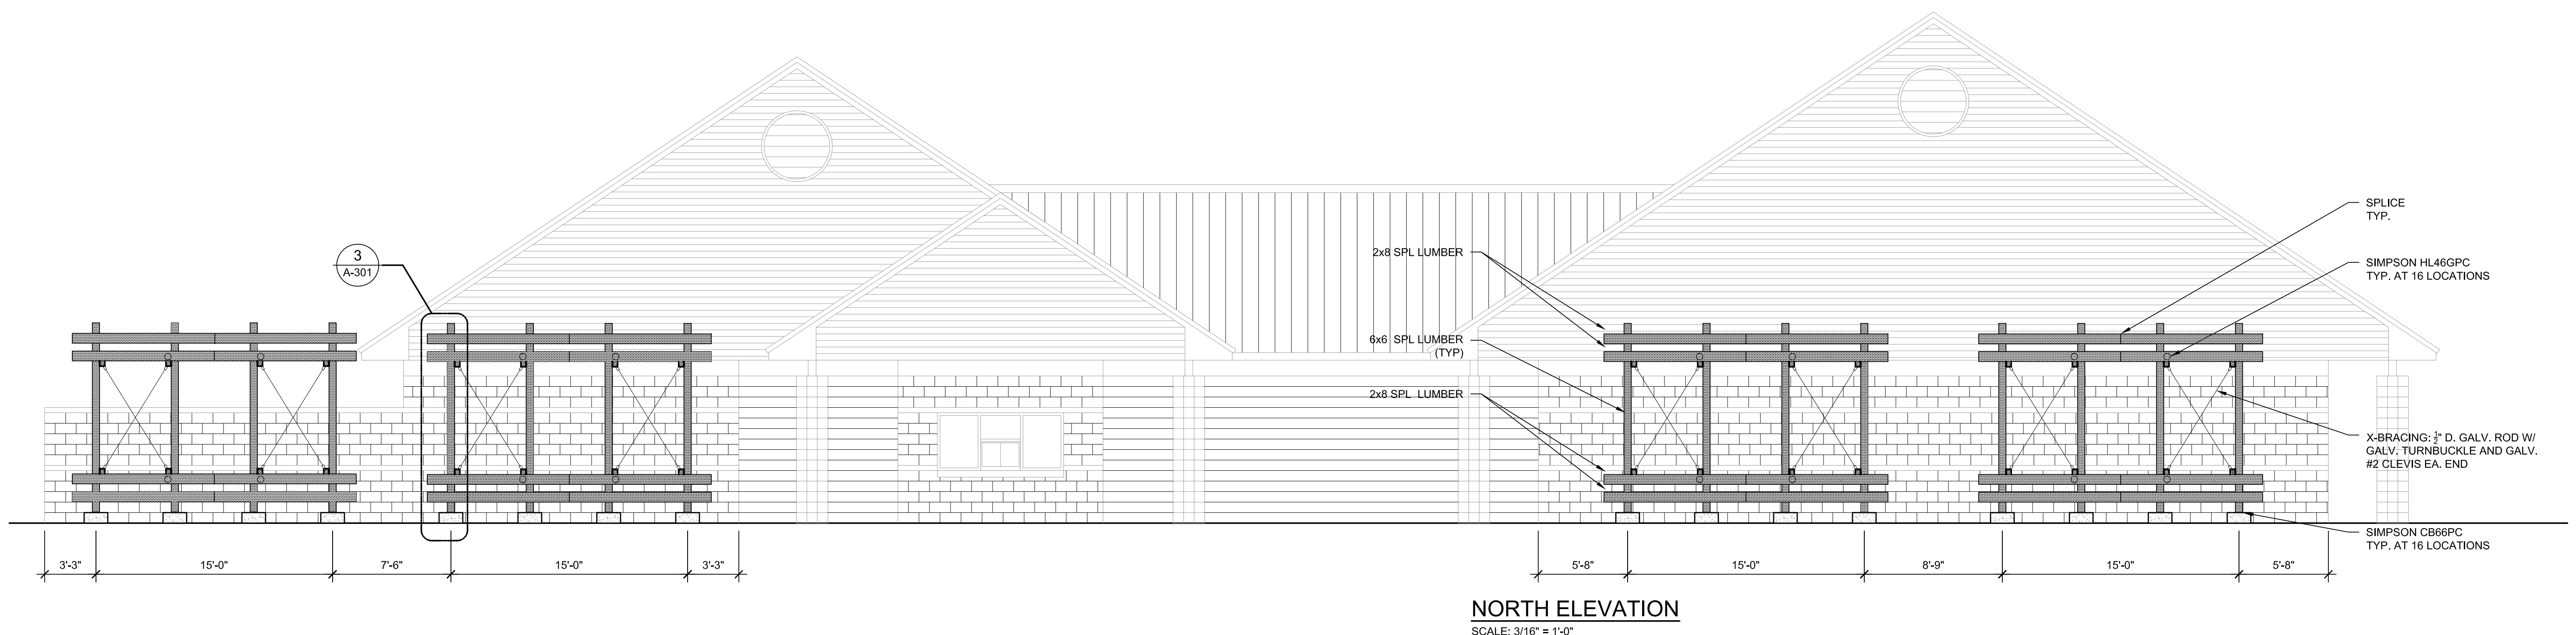 3
A-301
2x8 SPL LUMBER
6x6 SPL LUMBER
(TYP)
2x8 SPL LUMBER
SPLICE
TYP.
SIMPSON HL46GPC
TYP. AT 16 LOCATIONS
X-BRACING: ½" D. GALV. ROD W/
GALV. TURNBUCKLE AND GALV.
#2 CLEVIS EA. END
SIMPSON CB66PC
TYP. AT 16 LOCATIONS
3'-3"
15'-0"
7'-6"
15'-0"
3'-3"
5'-8"
15'-0"
8'-9"
15'-0"
5'-8"
NORTH ELEVATION
SCALE: 3/16" = 1'-0"